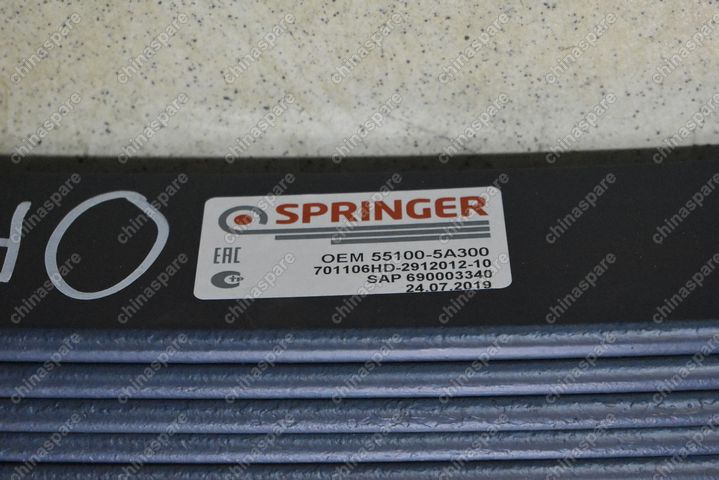 SPRINGER
EAC
OEM 55100-5A300
701106HD-2912012-10
SAP 690003340
24.07.2019
chinaspare